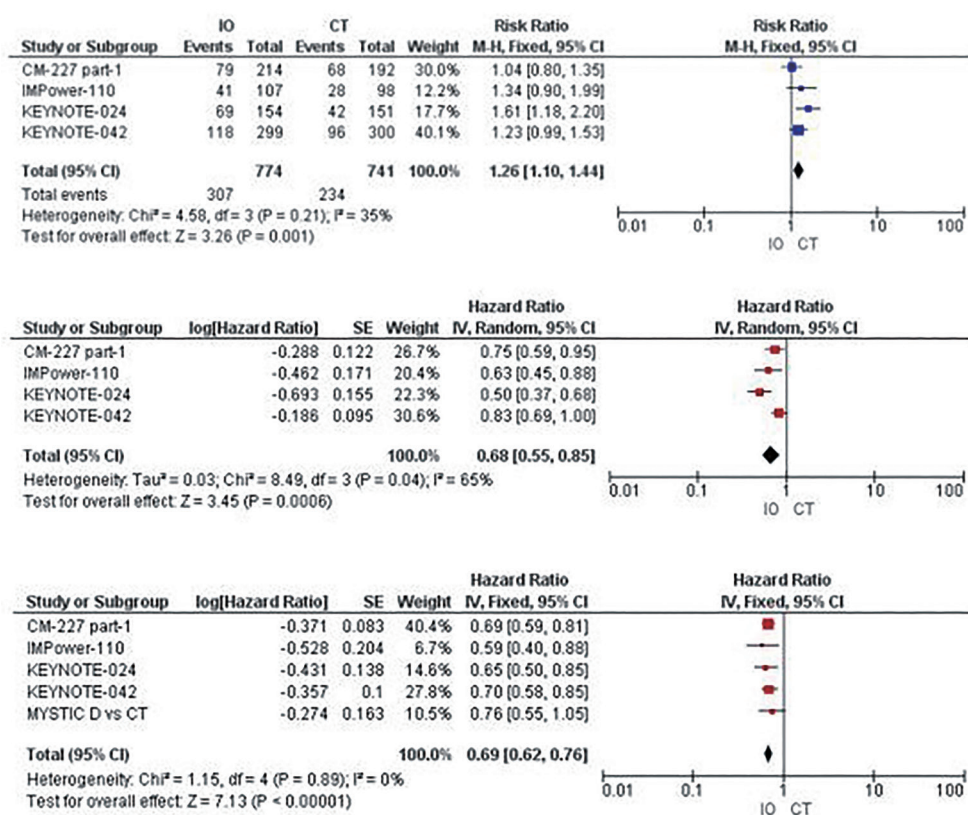 IO CT Risk Ratio Risk Ratio
Study or Subgroup Events Total Events Total Weight M-H, Fixed, 95% CI M-H, Fixed, 95% CI
CM-227 part-1 79 214 68 192 30.0% 1.04 [0.80, 1.35]
IMPower-110 41 107 28 98 12.2% 1.34 [0.90, 1.99]
KEYNOTE-024 69 154 42 151 17.7% 1.61 [1.18, 2.20]
KEYNOTE-042 118 299 96 300 40.1% 1.23 [0.99, 1.53]
Total (95% CI) 774 741 100.0% 1.26 [1.10, 1.44]
Total events 307 234
Heterogeneity: Chi² = 4.58, df = 3 (P = 0.21); I² = 35%
Test for overall effect: Z = 3.26 (P = 0.001)
0.01 0.1 1 10 100
IO CT
Hazard Ratio Hazard Ratio
Study or Subgroup log[Hazard Ratio] SE Weight IV, Random, 95% CI IV, Random, 95% CI
CM-227 part-1 -0.288 0.122 26.7% 0.75 [0.59, 0.95]
IMPower-110 -0.462 0.171 20.4% 0.63 [0.45, 0.88]
KEYNOTE-024 -0.693 0.155 22.3% 0.50 [0.37, 0.68]
KEYNOTE-042 -0.186 0.095 30.6% 0.83 [0.69, 1.00]
Total (95% CI) 100.0% 0.68 [0.55, 0.85]
Heterogeneity: Tau² = 0.03; Chi² = 8.49, df = 3 (P = 0.04); I² = 65%
Test for overall effect: Z = 3.45 (P = 0.0006)
0.01 0.1 1 10 100
IO CT
Hazard Ratio Hazard Ratio
Study or Subgroup log[Hazard Ratio] SE Weight IV, Fixed, 95% CI IV, Fixed, 95% CI
CM-227 part-1 -0.371 0.083 40.4% 0.69 [0.59, 0.81]
IMPower-110 -0.528 0.204 6.7% 0.59 [0.40, 0.88]
KEYNOTE-024 -0.431 0.138 14.6% 0.65 [0.50, 0.85]
KEYNOTE-042 -0.357 0.1 27.8% 0.70 [0.58, 0.85]
MYSTIC D vs CT -0.274 0.163 10.5% 0.76 [0.55, 1.05]
Total (95% CI) 100.0% 0.69 [0.62, 0.76]
Heterogeneity: Chi² = 1.15, df = 4 (P = 0.89); I² = 0%
Test for overall effect: Z = 7.13 (P < 0.00001)
0.01 0.1 1 10 100
IO CT